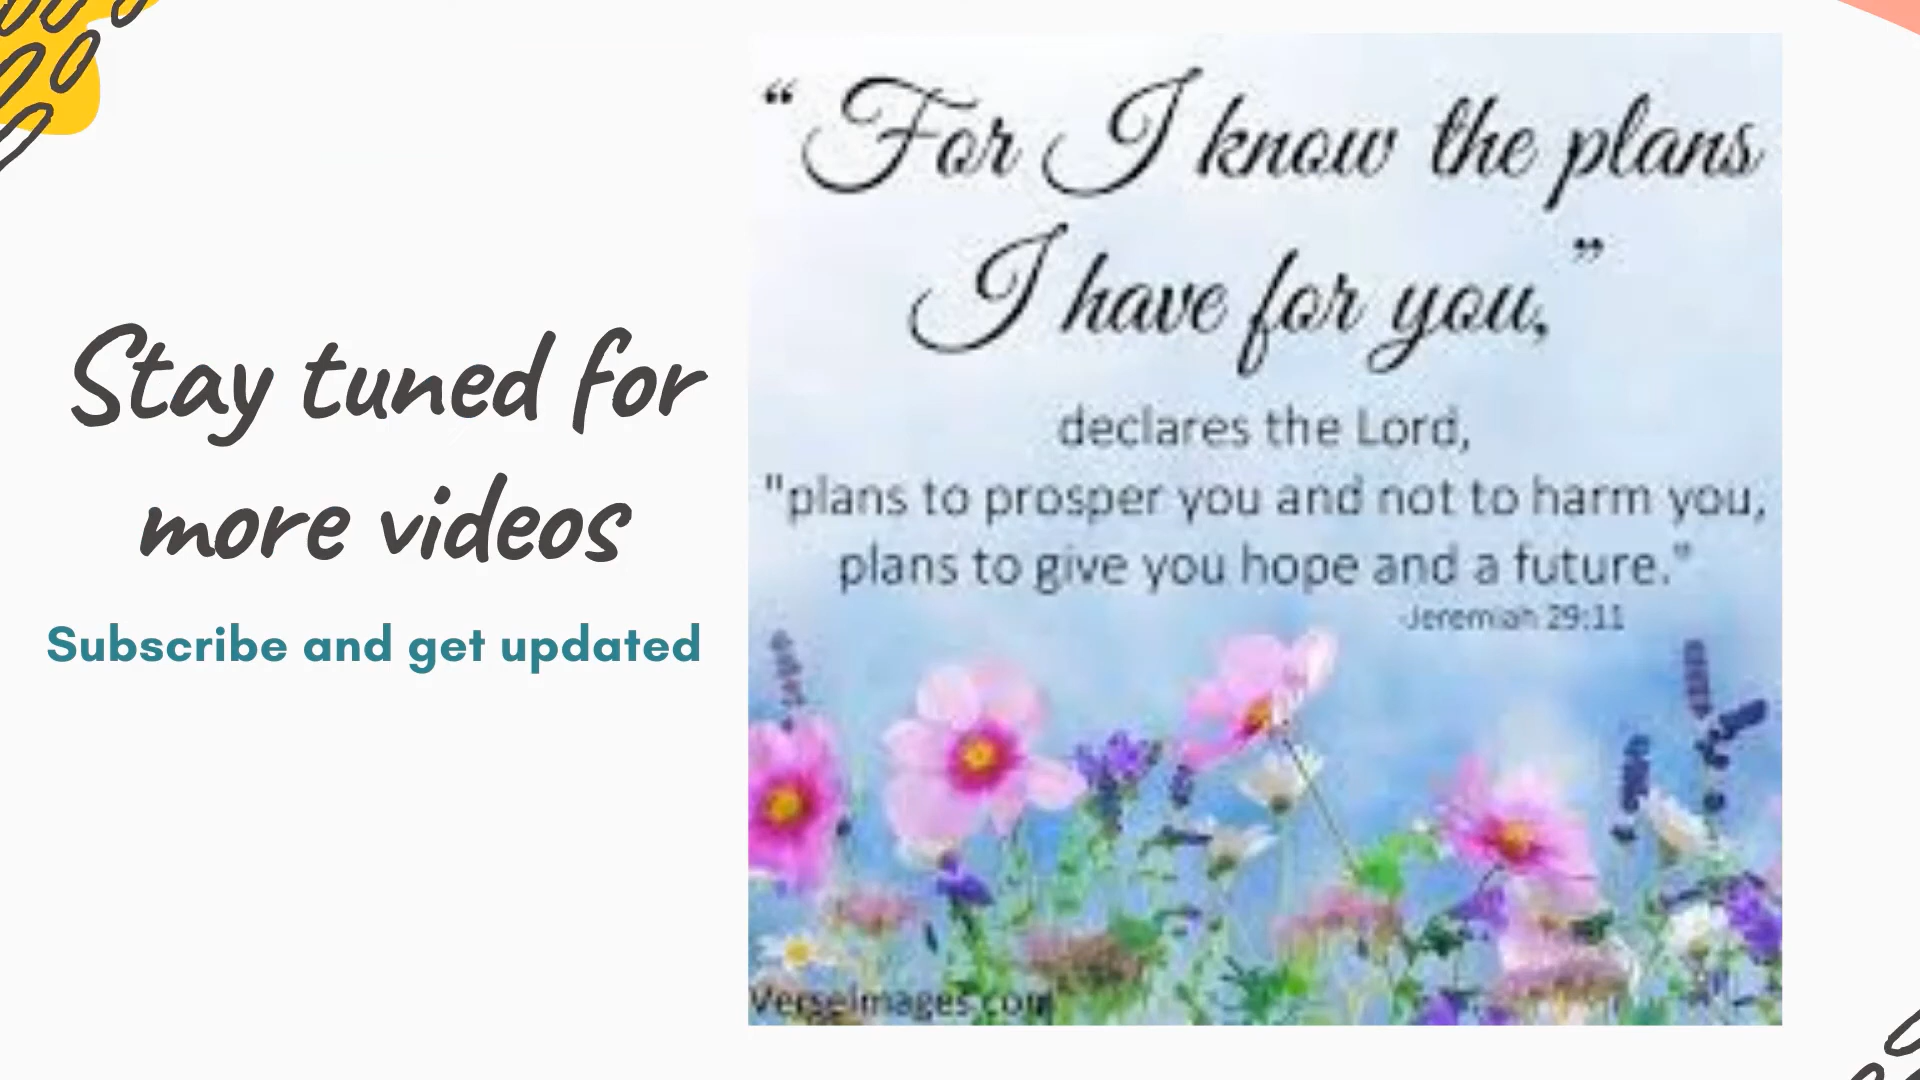 Stay tuned for
more videos
Subscribe and get updated
“For I know the plans
I have for you,”
declares the Lord,
"plans to prosper you and not to harm you,
plans to give you hope and a future."
-Jeremiah 29:11
VerseImages.com